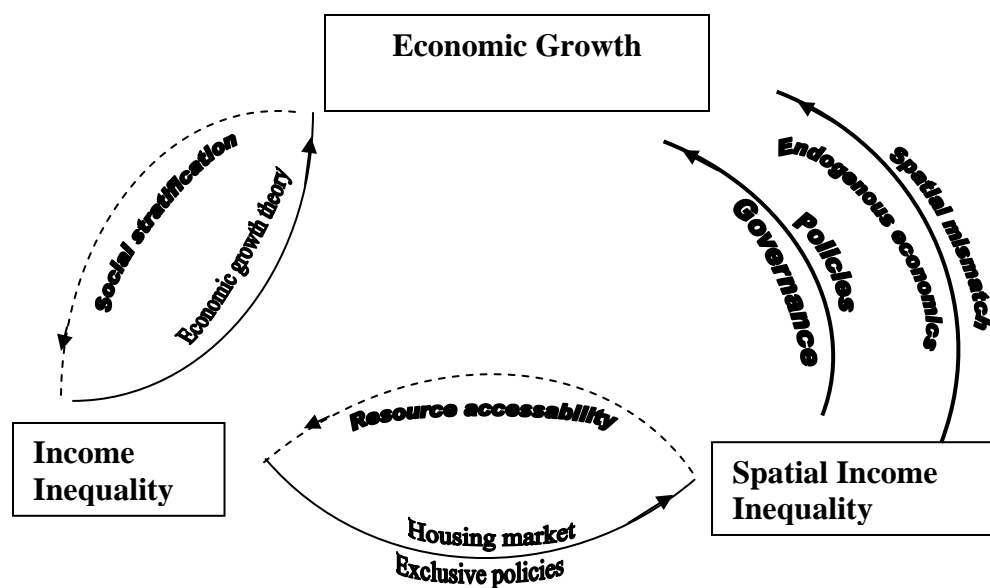 Economic Growth
Social stratification
Economic growth theory
Governance
Policies
Endogenous economics
Spatial mismatch
Resource accessability
Income
Inequality
Spatial Income
Inequality
Housing market
Exclusive policies